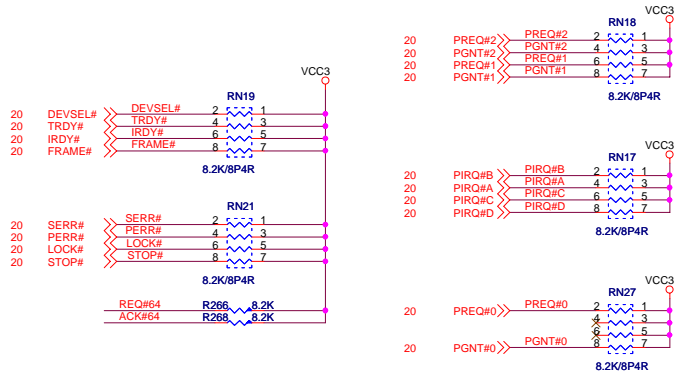 VCC3
RN19
20 DEVSEL# DEVSEL# 2 1
20 TRDY# TRDY# 4 3
20 IRDY# IRDY# 6 5
20 FRAME# FRAME# 8 7
8.2K/8P4R
RN21
20 SERR# SERR# 2 1
20 PERR# PERR# 4 3
20 LOCK# LOCK# 6 5
20 STOP# STOP# 8 7
8.2K/8P4R
REQ#64 R266 8.2K
ACK#64 R268 8.2K
VCC3
RN18
20 PREQ#2 PREQ#2 2 1
20 PGNT#2 PGNT#2 4 3
20 PREQ#1 PREQ#1 6 5
20 PGNT#1 PGNT#1 8 7
8.2K/8P4R
VCC3
RN17
20 PIRQ#B PIRQ#B 2 1
20 PIRQ#A PIRQ#A 4 3
20 PIRQ#C PIRQ#C 6 5
20 PIRQ#D PIRQ#D 8 7
8.2K/8P4R
VCC3
RN27
20 PREQ#0 PREQ#0 2 1
4 3
6 5
20 PGNT#0 PGNT#0 8 7
8.2K/8P4R